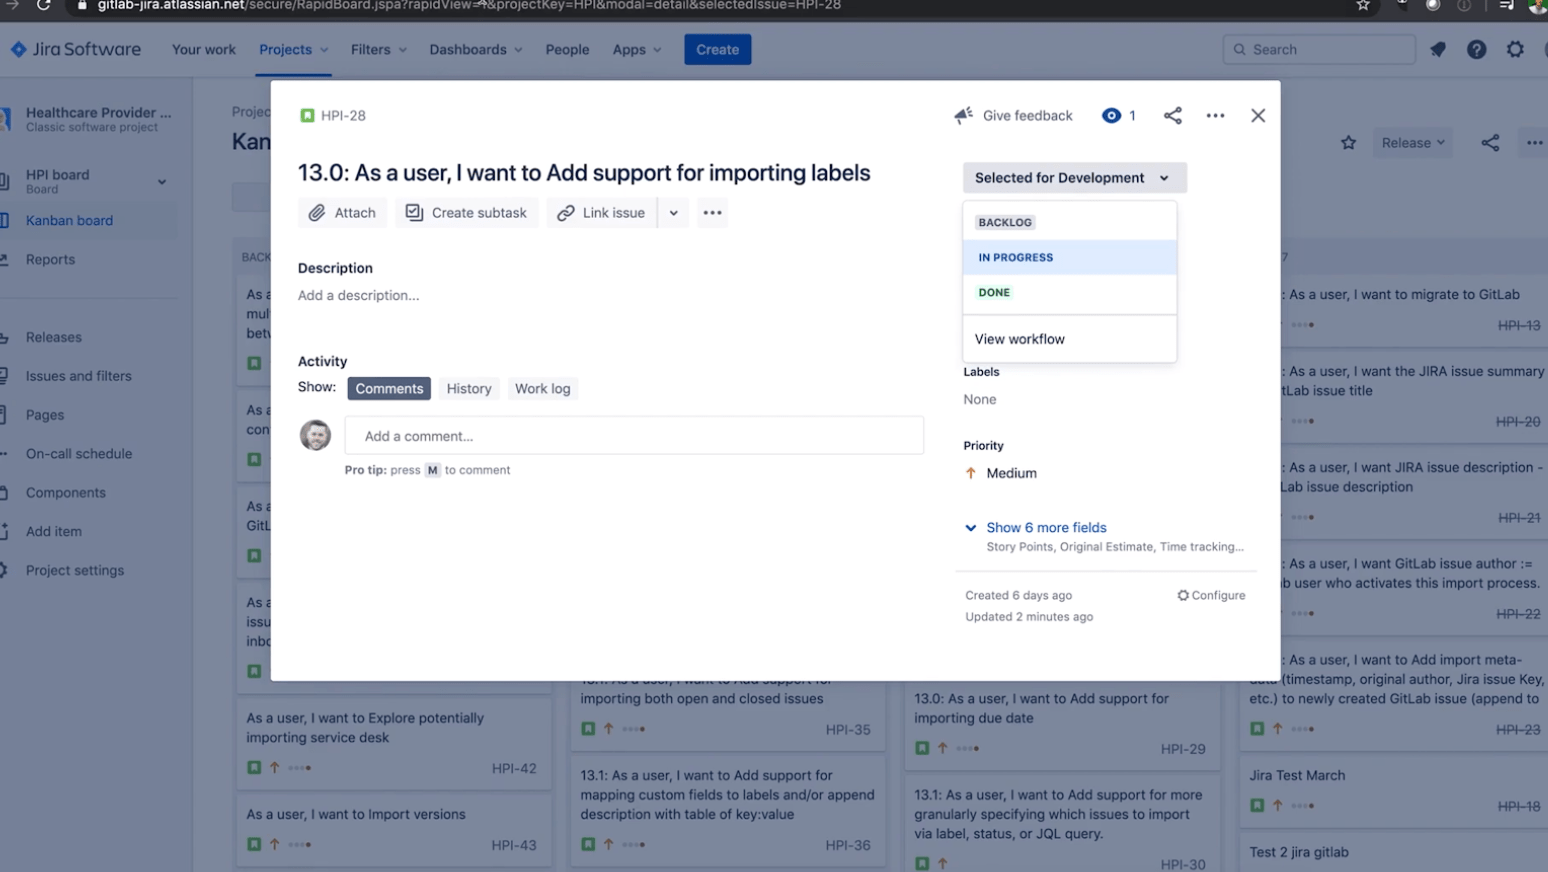 gitlab-jira.atlassian.net/secure/RapidBoard.jspa?rapidView=4&projectKey=HPI&modal=detail&selectedIssue=HPI-28
Jira Software
Your work
Projects
Filters
Dashboards
People
Apps
Create
Search
Healthcare Provider ...
Classic software project
HPI board
Board
Kanban board
Reports
Releases
Issues and filters
Pages
On-call schedule
Components
Add item
Project settings
Projec
Kan
Release
HPI-28
Give feedback
1
13.0: As a user, I want to Add support for importing labels
Attach
Create subtask
Link issue
Description
Add a description...
Activity
Show:
Comments
History
Work log
Add a comment...
Pro tip: press M to comment
Selected for Development
BACKLOG
IN PROGRESS
DONE
View workflow
Labels
None
Priority
Medium
Show 6 more fields
Story Points, Original Estimate, Time tracking...
Created 6 days ago
Configure
Updated 2 minutes ago
BACK
As a
mul
betw
As a
con
As a
GitL
As a
issu
inbo
As a user, I want to Explore potentially
importing service desk
HPI-42
As a user, I want to Import versions
HPI-43
13.1: As a user, I want to Add support for
importing both open and closed issues
HPI-35
13.1: As a user, I want to Add support for
mapping custom fields to labels and/or append
description with table of key:value
HPI-36
13.0: As a user, I want to Add support for
importing due date
HPI-29
13.1: As a user, I want to Add support for more
granularly specifying which issues to import
via label, status, or JQL query.
HPI-30
7
: As a user, I want to migrate to GitLab
HPI-13
: As a user, I want the JIRA issue summary
tLab issue title
HPI-20
: As a user, I want JIRA issue description -
Lab issue description
HPI-21
: As a user, I want GitLab issue author :=
b user who activates this import process.
HPI-22
: As a user, I want to Add import meta-
data (timestamp, original author, Jira issue Key,
etc.) to newly created GitLab issue (append to
HPI-23
Jira Test March
HPI-18
Test 2 jira gitlab